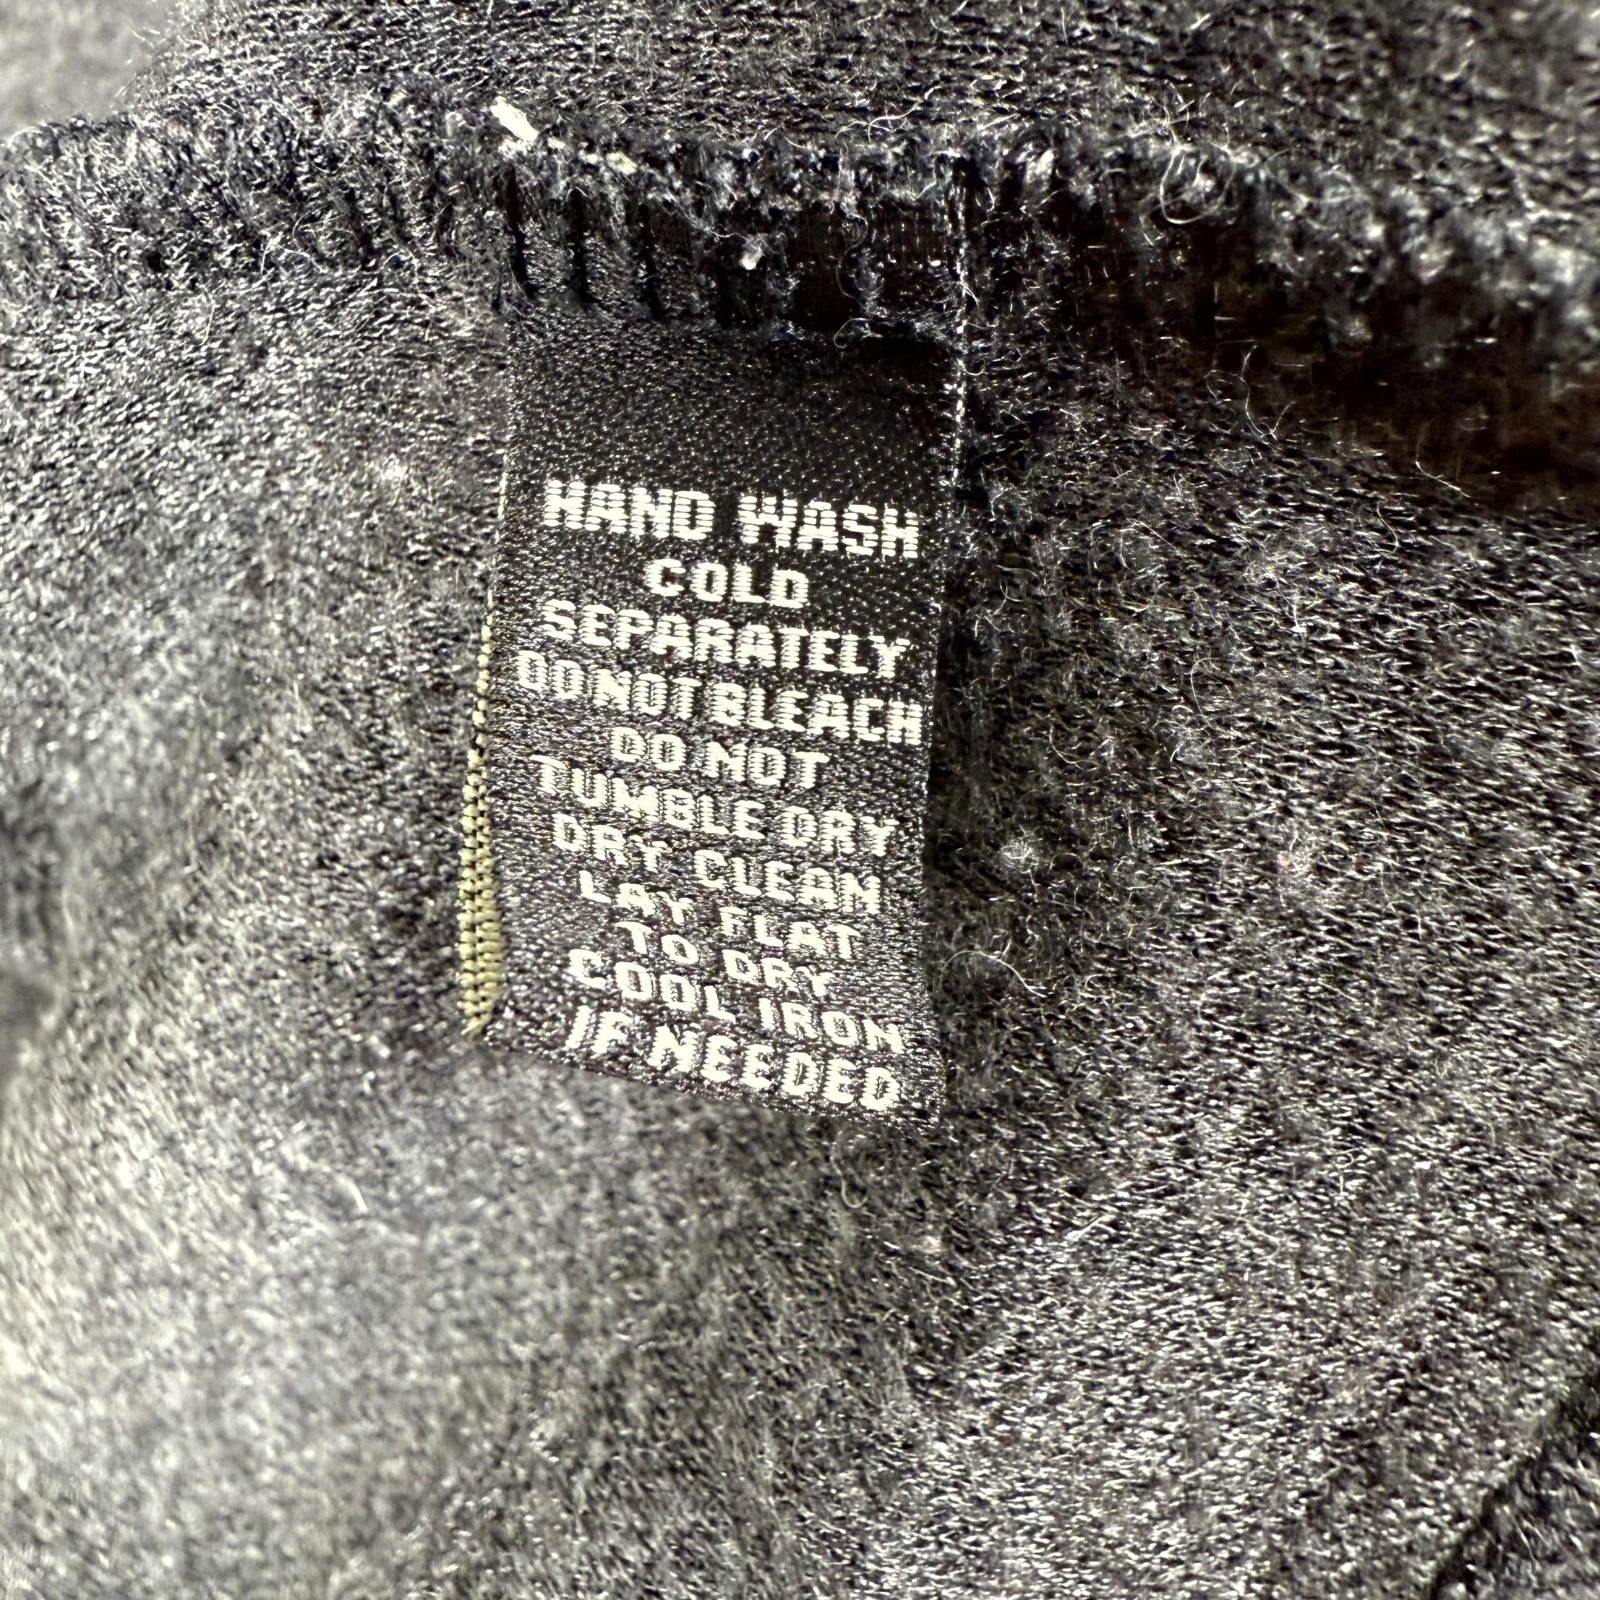 HAND WASH
COLD
SEPARATELY
DO NOT BLEACH
DO NOT
TUMBLE DRY
DRY CLEAN
LAY FLAT
TO DRY
COOL IRON
IF NEEDED